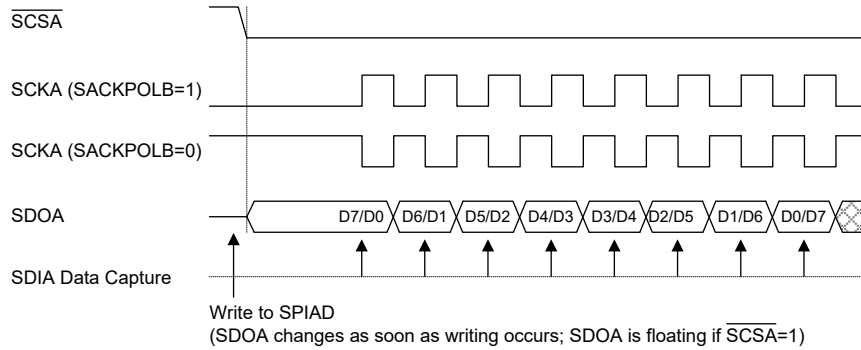 SCSA
SCKA (SACKPOLB=1)
SCKA (SACKPOLB=0)
SDOA D7/D0 D6/D1 D5/D2 D4/D3 D3/D4 D2/D5 D1/D6 D0/D7
SDIA Data Capture
Write to SPIAD
(SDOA changes as soon as writing occurs; SDOA is floating if SCSA=1)